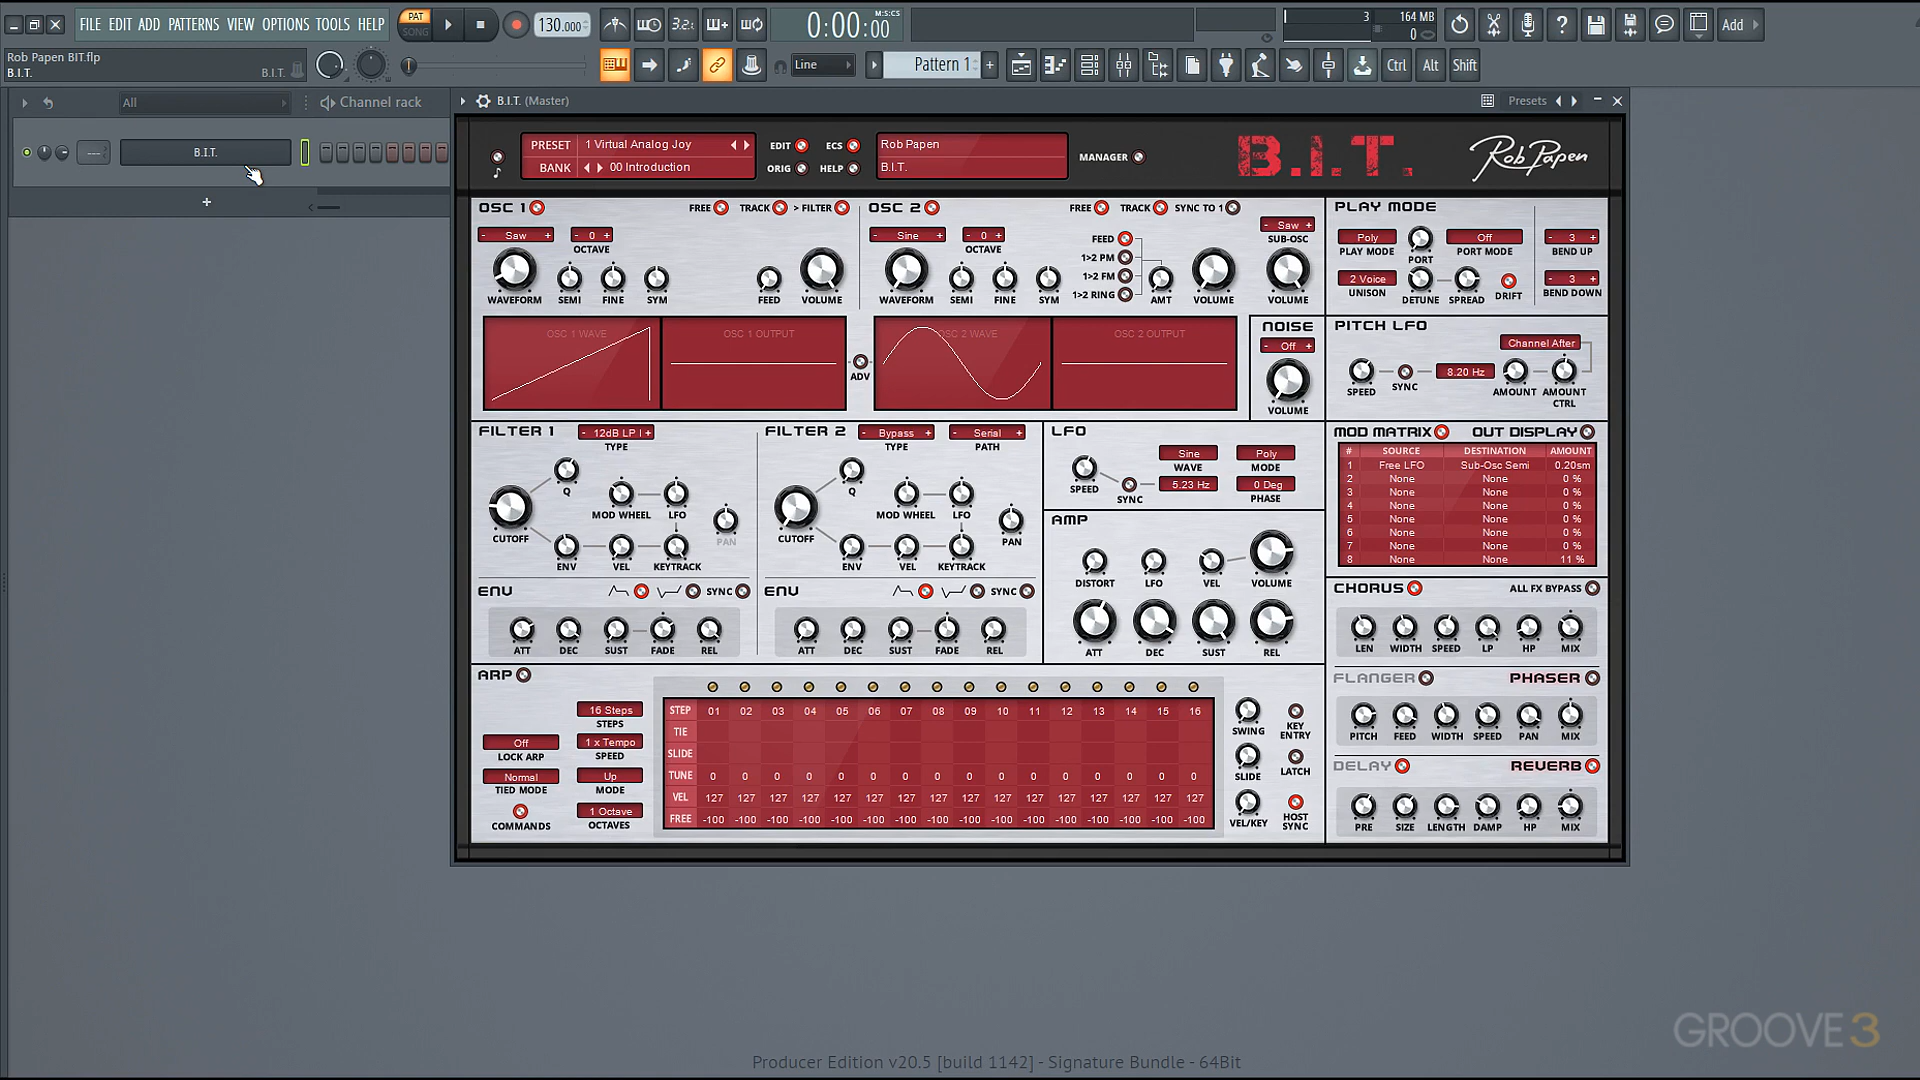 FILE EDIT ADD PATTERNS VIEW OPTIONS TOOLS HELP
PAT
SONG
130.000
3.2:
M:S:CS
0:00:00
3
164 MB
0
Add
Rob Papen BIT.flp
B.I.T.
B.I.T.
Line
Pattern 1
Ctrl
Alt
Shift
All
Channel rack
B.I.T.
B.I.T. (Master)
Presets
PRESET 1 Virtual Analog Joy
BANK 00 Introduction
EDIT ECS
ORIG HELP
Rob Papen
B.I.T.
MANAGER
B.I.T.
Rob Papen
OSC 1 FREE TRACK > FILTER
Saw
0
OCTAVE
WAVEFORM SEMI FINE SYM FEED VOLUME
OSC 1 WAVE OSC 1 OUTPUT
ADV
OSC 2 FREE TRACK SYNC TO 1
Sine
0
OCTAVE
FEED
1>2 PM
1>2 FM
1>2 RING
WAVEFORM SEMI FINE SYM AMT VOLUME
Saw
SUB-OSC
VOLUME
OSC 2 WAVE OSC 2 OUTPUT
NOISE
Off
VOLUME
PLAY MODE
Poly
PLAY MODE
PORT
Off
PORT MODE
3
BEND UP
2 Voice
UNISON
DETUNE SPREAD DRIFT
3
BEND DOWN
PITCH LFO
Channel After
SPEED SYNC
8.20 Hz
AMOUNT
AMOUNT CTRL
FILTER 1
12dB LP
TYPE
Q
MOD WHEEL LFO
CUTOFF
PAN
ENV VEL KEYTRACK
ENV SYNC
ATT DEC SUST FADE REL
FILTER 2
Bypass
TYPE
Serial
PATH
Q
MOD WHEEL LFO
CUTOFF
PAN
ENV VEL KEYTRACK
ENV SYNC
ATT DEC SUST FADE REL
LFO
Sine
WAVE
Poly
MODE
SPEED SYNC
5.23 Hz
0 Deg
PHASE
AMP
DISTORT LFO VEL VOLUME
ATT DEC SUST REL
MOD MATRIX OUT DISPLAY
# SOURCE DESTINATION AMOUNT
1 Free LFO Sub-Osc Semi 0.20sm
2 None None 0 %
3 None None 0 %
4 None None 0 %
5 None None 0 %
6 None None 0 %
7 None None 0 %
8 None None 11 %
CHORUS ALL FX BYPASS
LEN WIDTH SPEED LP HP MIX
FLANGER PHASER
PITCH FEED WIDTH SPEED PAN MIX
DELAY REVERB
PRE SIZE LENGTH DAMP HP MIX
ARP
16 Steps
STEPS
Off
LOCK ARP
1 x Tempo
SPEED
Normal
TIED MODE
Up
MODE
COMMANDS
1 Octave
OCTAVES
STEP 01 02 03 04 05 06 07 08 09 10 11 12 13 14 15 16
TIE
SLIDE
TUNE 0 0 0 0 0 0 0 0 0 0 0 0 0 0 0 0
VEL 127 127 127 127 127 127 127 127 127 127 127 127 127 127 127 127
FREE -100 -100 -100 -100 -100 -100 -100 -100 -100 -100 -100 -100 -100 -100 -100 -100
SWING
KEY ENTRY
SLIDE
LATCH
VEL/KEY
HOST SYNC
Producer Edition v20.5 [build 1142] - Signature Bundle - 64Bit
GROOVE 3